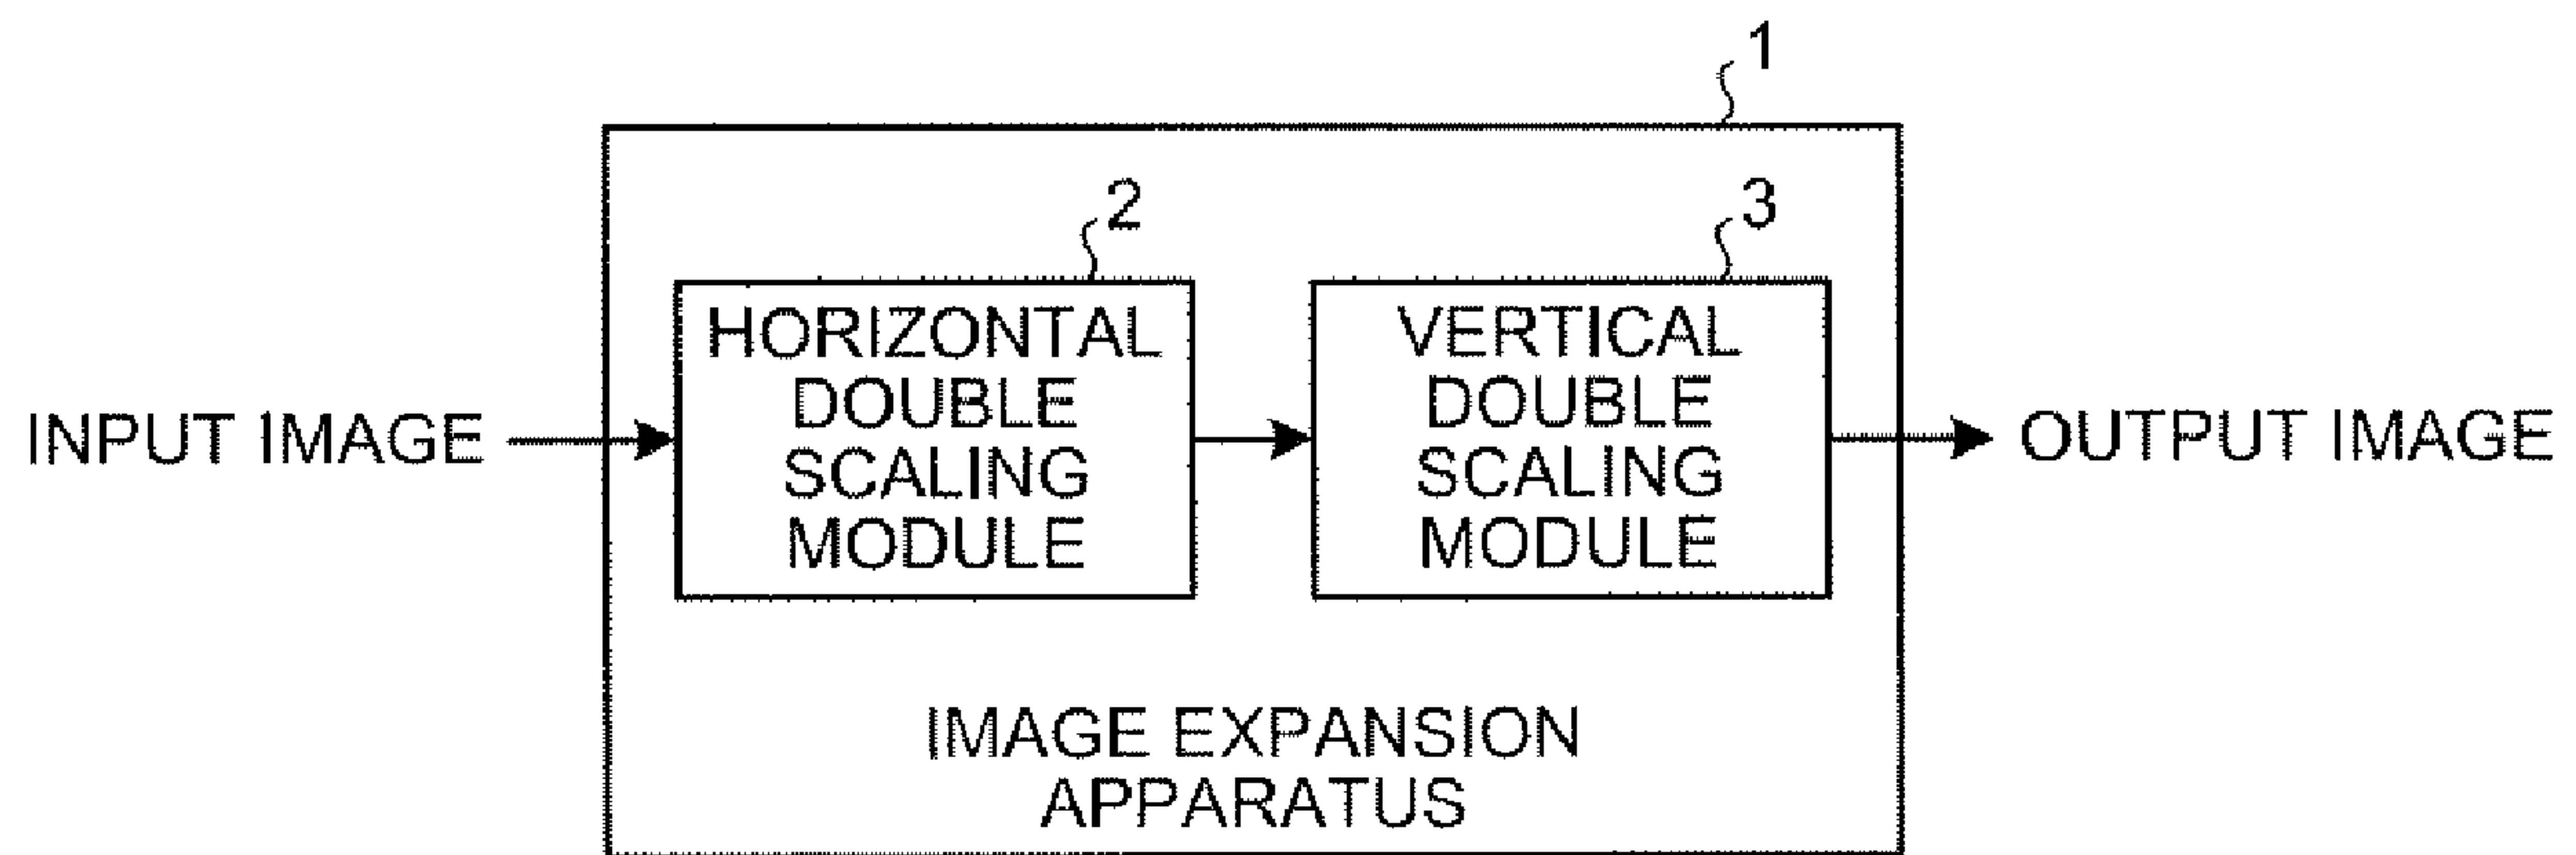 1
2
3
HORIZONTAL
DOUBLE
SCALING
MODULE
VERTICAL
DOUBLE
SCALING
MODULE
INPUT IMAGE
OUTPUT IMAGE
IMAGE EXPANSION
APPARATUS